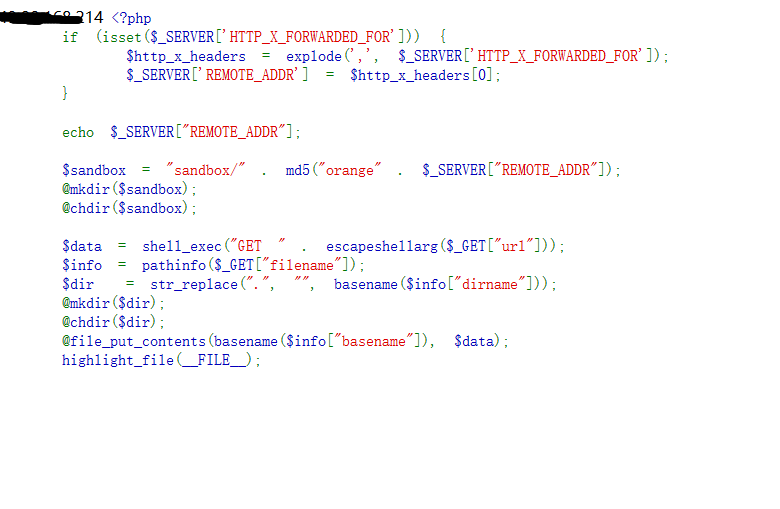 214 <?php
if (isset($_SERVER['HTTP_X_FORWARDED_FOR'])) {
$http_x_headers = explode(',', $_SERVER['HTTP_X_FORWARDED_FOR']);
$_SERVER['REMOTE_ADDR'] = $http_x_headers[0];
}
echo $_SERVER["REMOTE_ADDR"];
$sandbox = "sandbox/" . md5("orange" . $_SERVER["REMOTE_ADDR"]);
@mkdir($sandbox);
@chdir($sandbox);
$data = shell_exec("GET " . escapeshellarg($_GET["url"]));
$info = pathinfo($_GET["filename"]);
$dir = str_replace(".", "", basename($info["dirname"]));
@mkdir($dir);
@chdir($dir);
@file_put_contents(basename($info["basename"]), $data);
highlight_file(__FILE__);